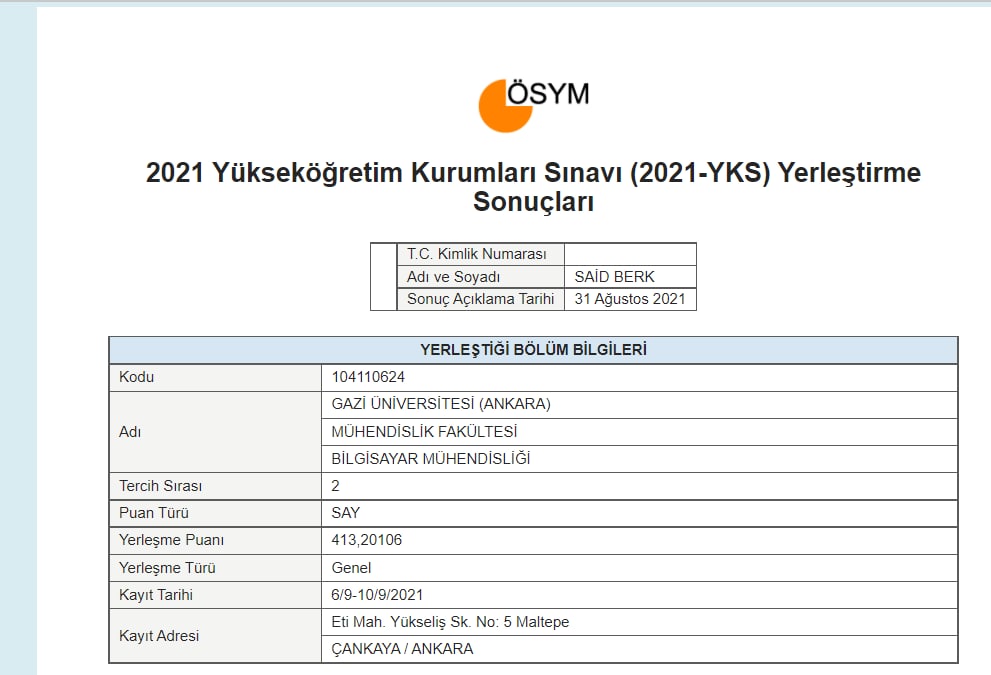 ÖSYM
2021 Yükseköğretim Kurumları Sınavı (2021-YKS) Yerleştirme
Sonuçları
T.C. Kimlik Numarası
Adı ve Soyadı SAİD BERK
Sonuç Açıklama Tarihi 31 Ağustos 2021
YERLEŞTİĞİ BÖLÜM BİLGİLERİ
Kodu 104110624
Adı
GAZİ ÜNİVERSİTESİ (ANKARA)
MÜHENDİSLİK FAKÜLTESİ
BİLGİSAYAR MÜHENDİSLİĞİ
Tercih Sırası 2
Puan Türü SAY
Yerleşme Puanı 413,20106
Yerleşme Türü Genel
Kayıt Tarihi 6/9-10/9/2021
Kayıt Adresi
Eti Mah. Yükseliş Sk. No: 5 Maltepe
ÇANKAYA / ANKARA